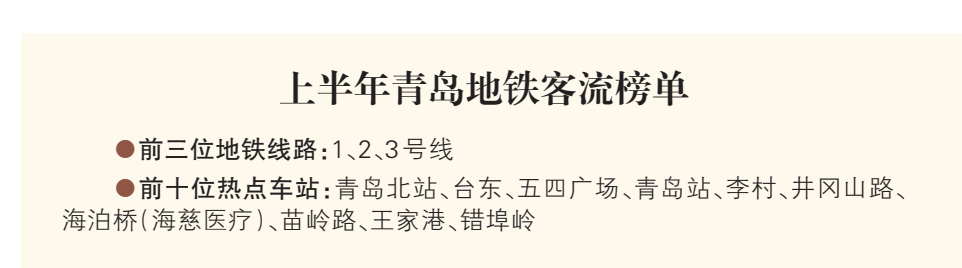 上半年青岛地铁客流榜单
●前三位地铁线路:1、2、3号线
●前十位热点车站:青岛北站、台东、五四广场、青岛站、李村、井冈山路、
海泊桥(海慈医疗)、苗岭路、王家港、错埠岭